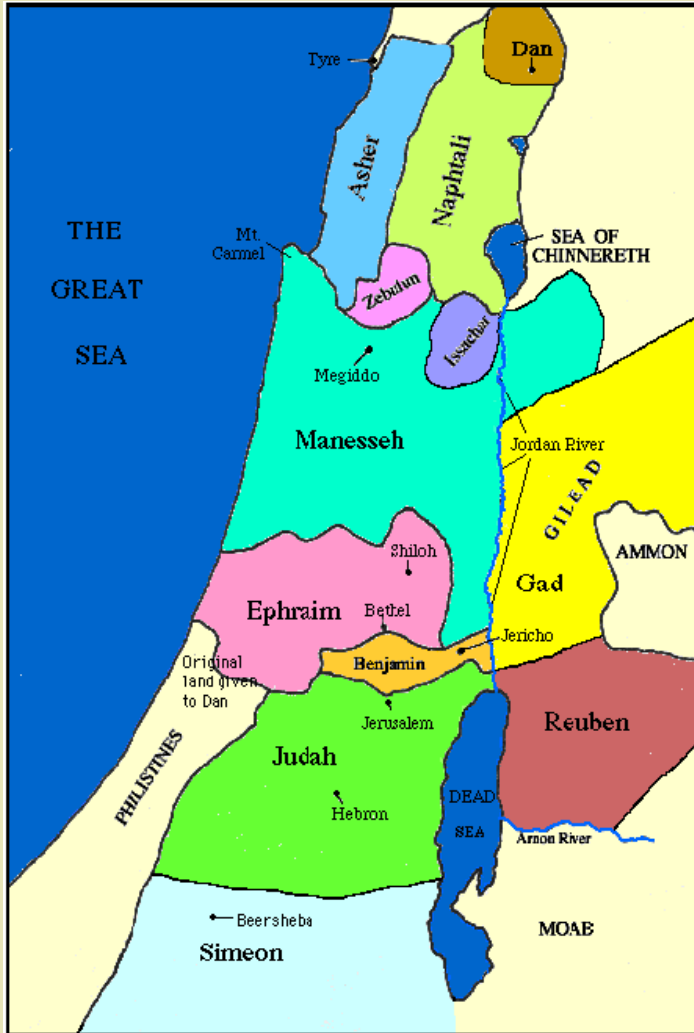 Dan
Tyre
Asher
Naphtali
THE
GREAT
SEA
Mt.
Carmel
SEA OF
CHINNERETH
Zebulun
Issachar
Megiddo
Manesseh
Jordan River
GILEAD
AMMON
Shiloh
Gad
Ephraim
Bethel
Jericho
Benjamin
Original
land given
to Dan
Jerusalem
Reuben
PHILISTINES
Judah
Hebron
DEAD
SEA
Arnon River
Beersheba
MOAB
Simeon